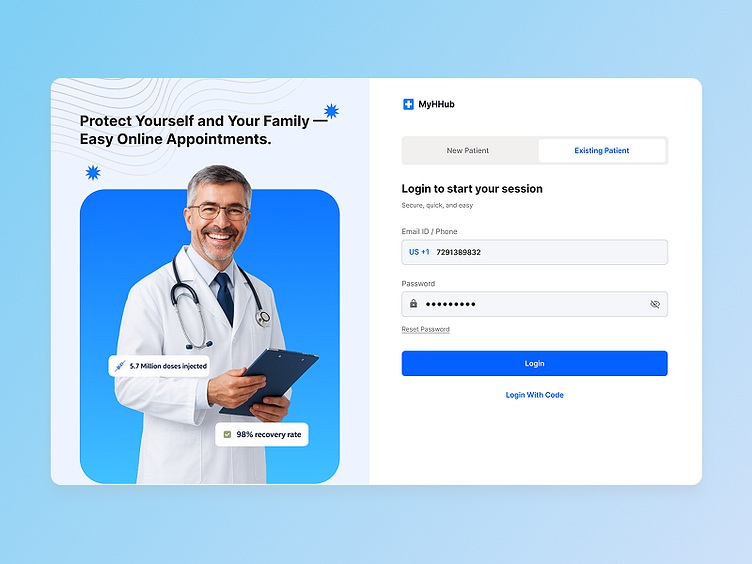 Protect Yourself and Your Family —
Easy Online Appointments.
5.7 Million doses injected
98% recovery rate
MyHHub
New Patient
Existing Patient
Login to start your session
Secure, quick, and easy
Email ID / Phone
US +1 7291389832
Password
●●●●●●●●●
Reset Password
Login
Login With Code